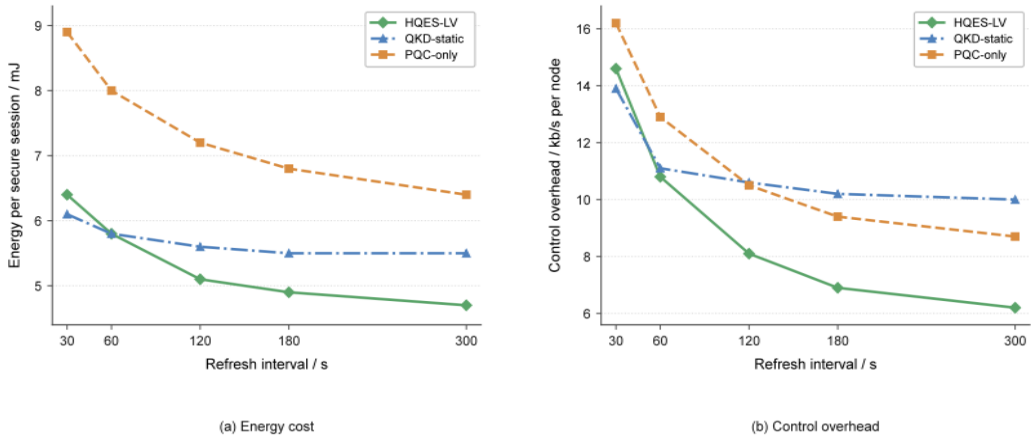 9
8
7
6
5
Energy per secure session / mJ
HQES-LV
QKD-static
PQC-only
30
60
120
180
300
Refresh interval / s
(a) Energy cost
16
14
12
10
8
6
Control overhead / kb/s per node
HQES-LV
QKD-static
PQC-only
30
60
120
180
300
Refresh interval / s
(b) Control overhead